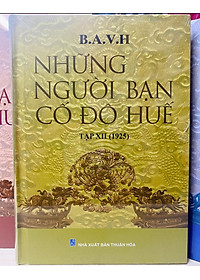 B.A.V.H
NHỮNG
NGƯỜI BẠN
CỐ ĐÔ HUẾ
TẬP XII (1925)
NHÀ XUẤT BẢN THUẬN HÓA